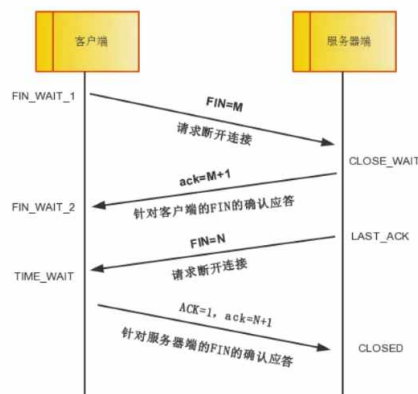 客户端
服务器端
FIN_WAIT_1
FIN=M
请求断开连接
CLOSE_WAIT
ack=M+1
针对客户端的FIN的确认应答
FIN_WAIT_2
FIN=N
LAST_ACK
请求断开连接
TIME_WAIT
ACK=1, ack=N+1
针对服务器端的FIN的确认应答
CLOSED